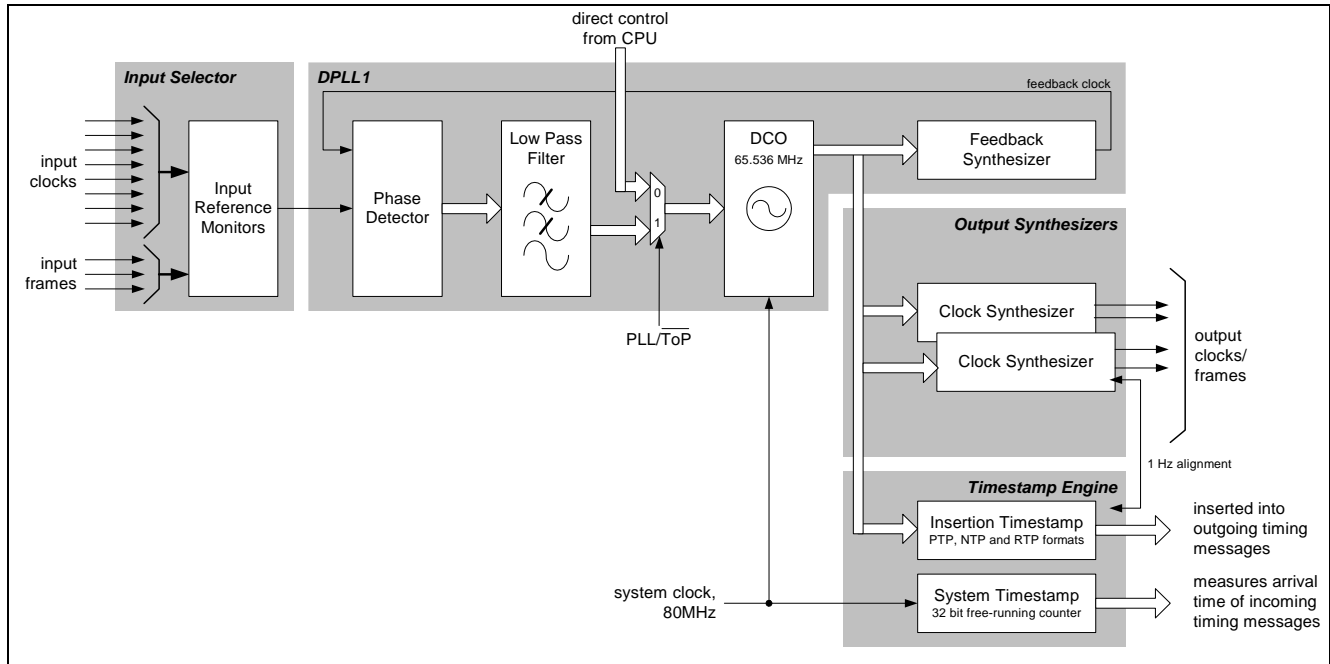 direct control
from CPU
Input Selector
DPLL1
feedback clock
input
clocks
input
frames
Input
Reference
Monitors
Phase
Detector
Low Pass
Filter
0
1
PLL/ToP
DCO
65.536 MHz
Feedback
Synthesizer
Output Synthesizers
Clock Synthesizer
Clock Synthesizer
output
clocks/
frames
1 Hz alignment
Timestamp Engine
Insertion Timestamp
PTP, NTP and RTP formats
inserted into
outgoing timing
messages
system clock,
80MHz
System Timestamp
32 bit free-running counter
measures arrival
time of incoming
timing messages